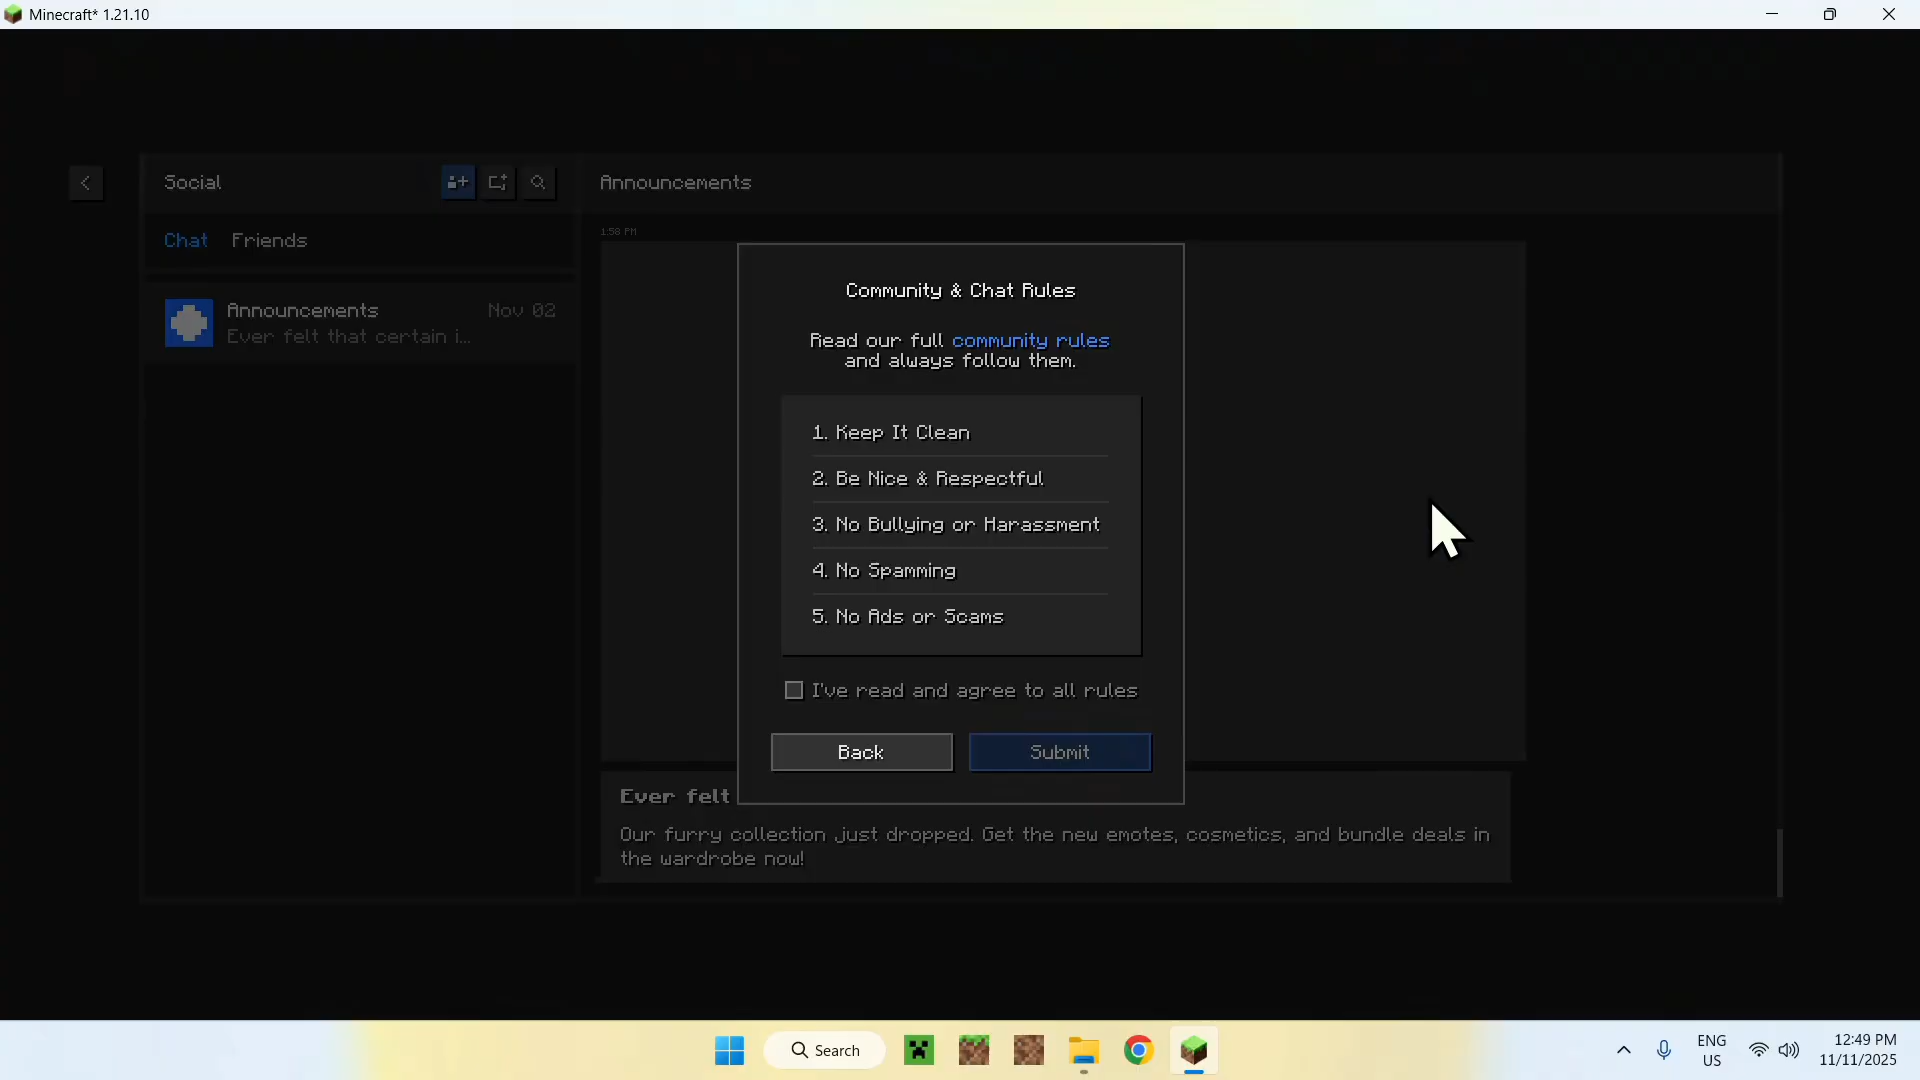 Minecraft* 1.21.10
Social
Announcements
Chat Friends
1:58 PM
Announcements Nov 02
Ever felt that certain i...
Community & Chat Rules
Read our full community rules
and always follow them.
1. Keep It Clean
2. Be Nice & Respectful
3. No Bullying or Harassment
4. No Spamming
5. No Ads or Scams
I've read and agree to all rules
Back Submit
Ever felt
Our furry collection just dropped. Get the new emotes, cosmetics, and bundle deals in
the wardrobe now!
Search
ENG
US
12:49 PM
11/11/2025